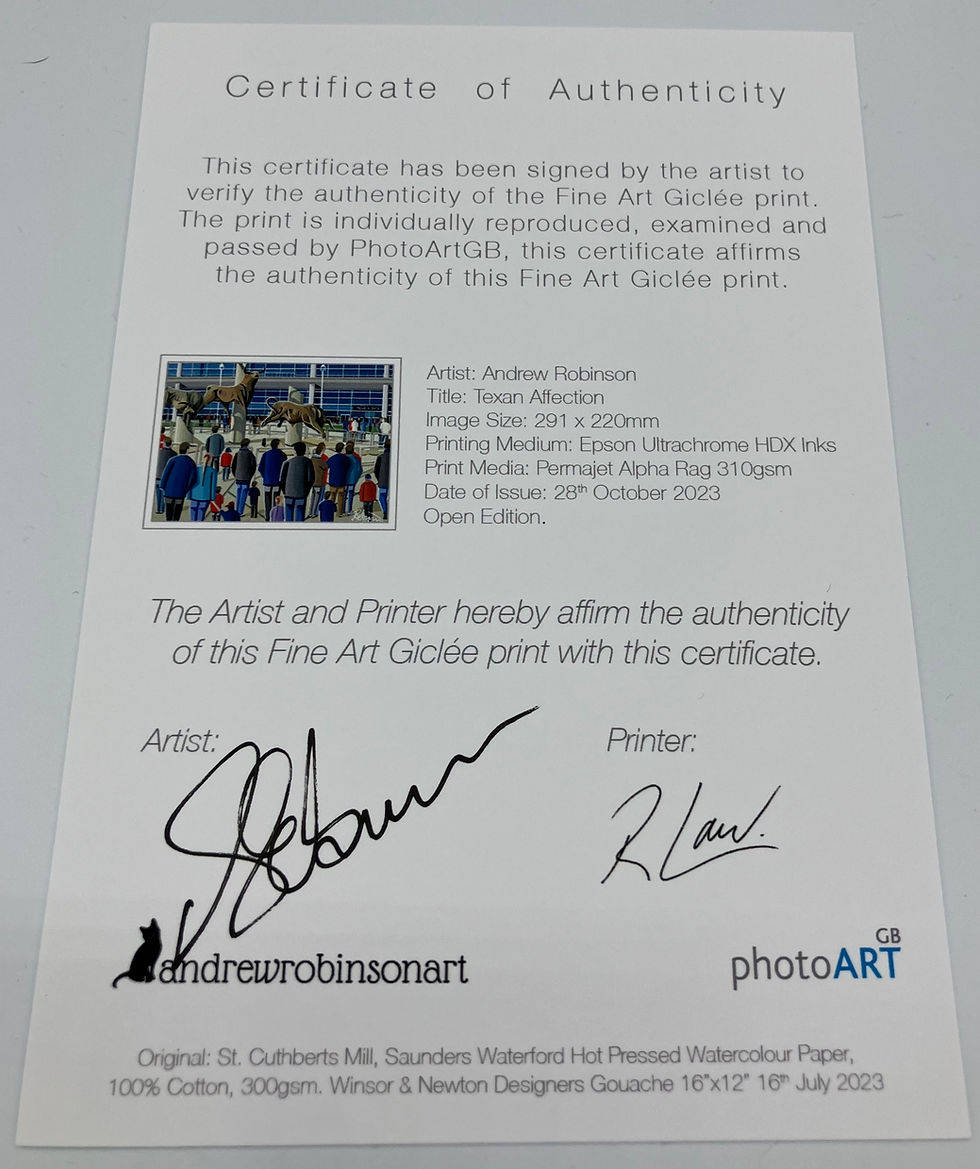 Certificate of Authenticity
This certificate has been signed by the artist to
verify the authenticity of the Fine Art Giclée print.
The print is individually reproduced, examined and
passed by PhotoArtGB, this certificate affirms
the authenticity of this Fine Art Giclée print.
Artist: Andrew Robinson
Title: Texan Affection
Image Size: 291 x 220mm
Printing Medium: Epson Ultrachrome HDX Inks
Print Media: Permajet Alpha Rag 310gsm
Date of Issue: 28th October 2023
Open Edition.
The Artist and Printer hereby affirm the authenticity
of this Fine Art Giclée print with this certificate.
Artist:
Printer:
R Law.
andrewrobinsonart
photoARTGB
Original: St. Cuthberts Mill, Saunders Waterford Hot Pressed Watercolour Paper,
100% Cotton, 300gsm. Winsor & Newton Designers Gouache 16"x12" 16th July 2023